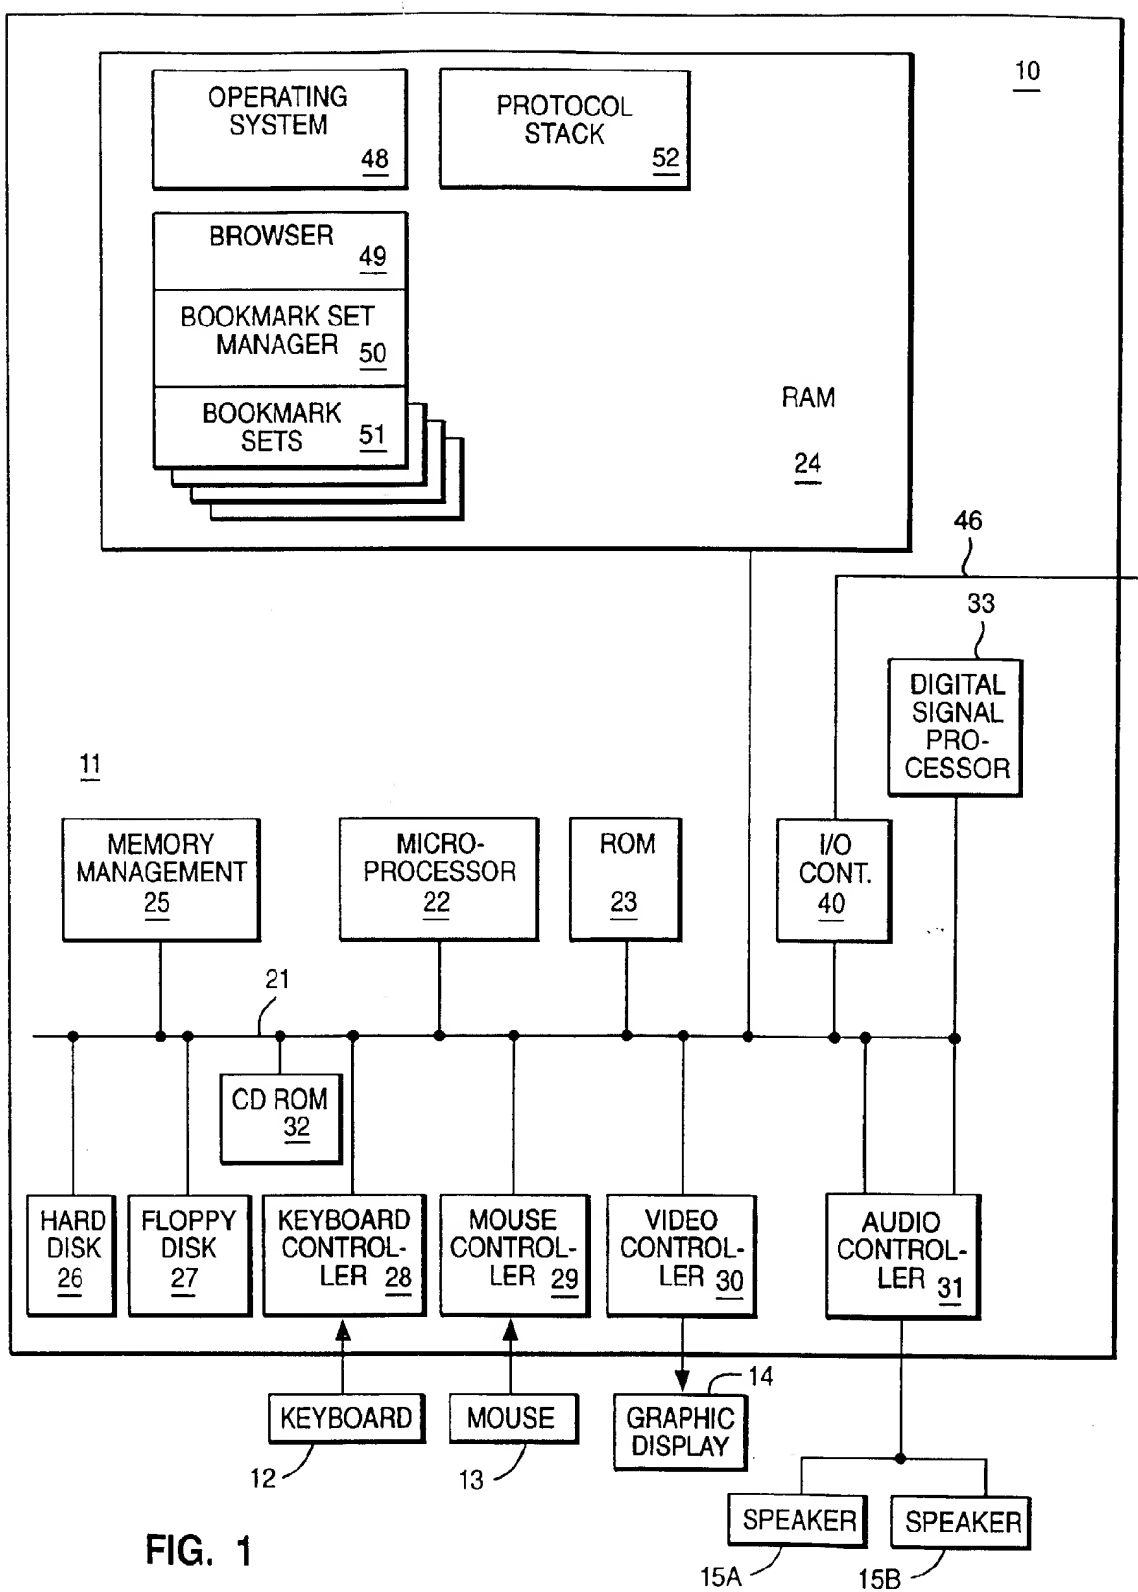 10
OPERATING
SYSTEM
48
PROTOCOL
STACK
52
BROWSER
49
BOOKMARK SET
MANAGER
50
BOOKMARK
SETS
51
RAM
24
46
33
DIGITAL
SIGNAL
PRO-
CESSOR
11
MEMORY
MANAGEMENT
25
MICRO-
PROCESSOR
22
ROM
23
I/O
CONT.
40
21
CD ROM
32
HARD
DISK
26
FLOPPY
DISK
27
KEYBOARD
CONTROL-
LER 28
MOUSE
CONTROL-
LER 29
VIDEO
CONTROL-
LER 30
AUDIO
CONTROL-
LER 31
KEYBOARD
12
MOUSE
13
14
GRAPHIC
DISPLAY
SPEAKER
15A
SPEAKER
15B
FIG. 1